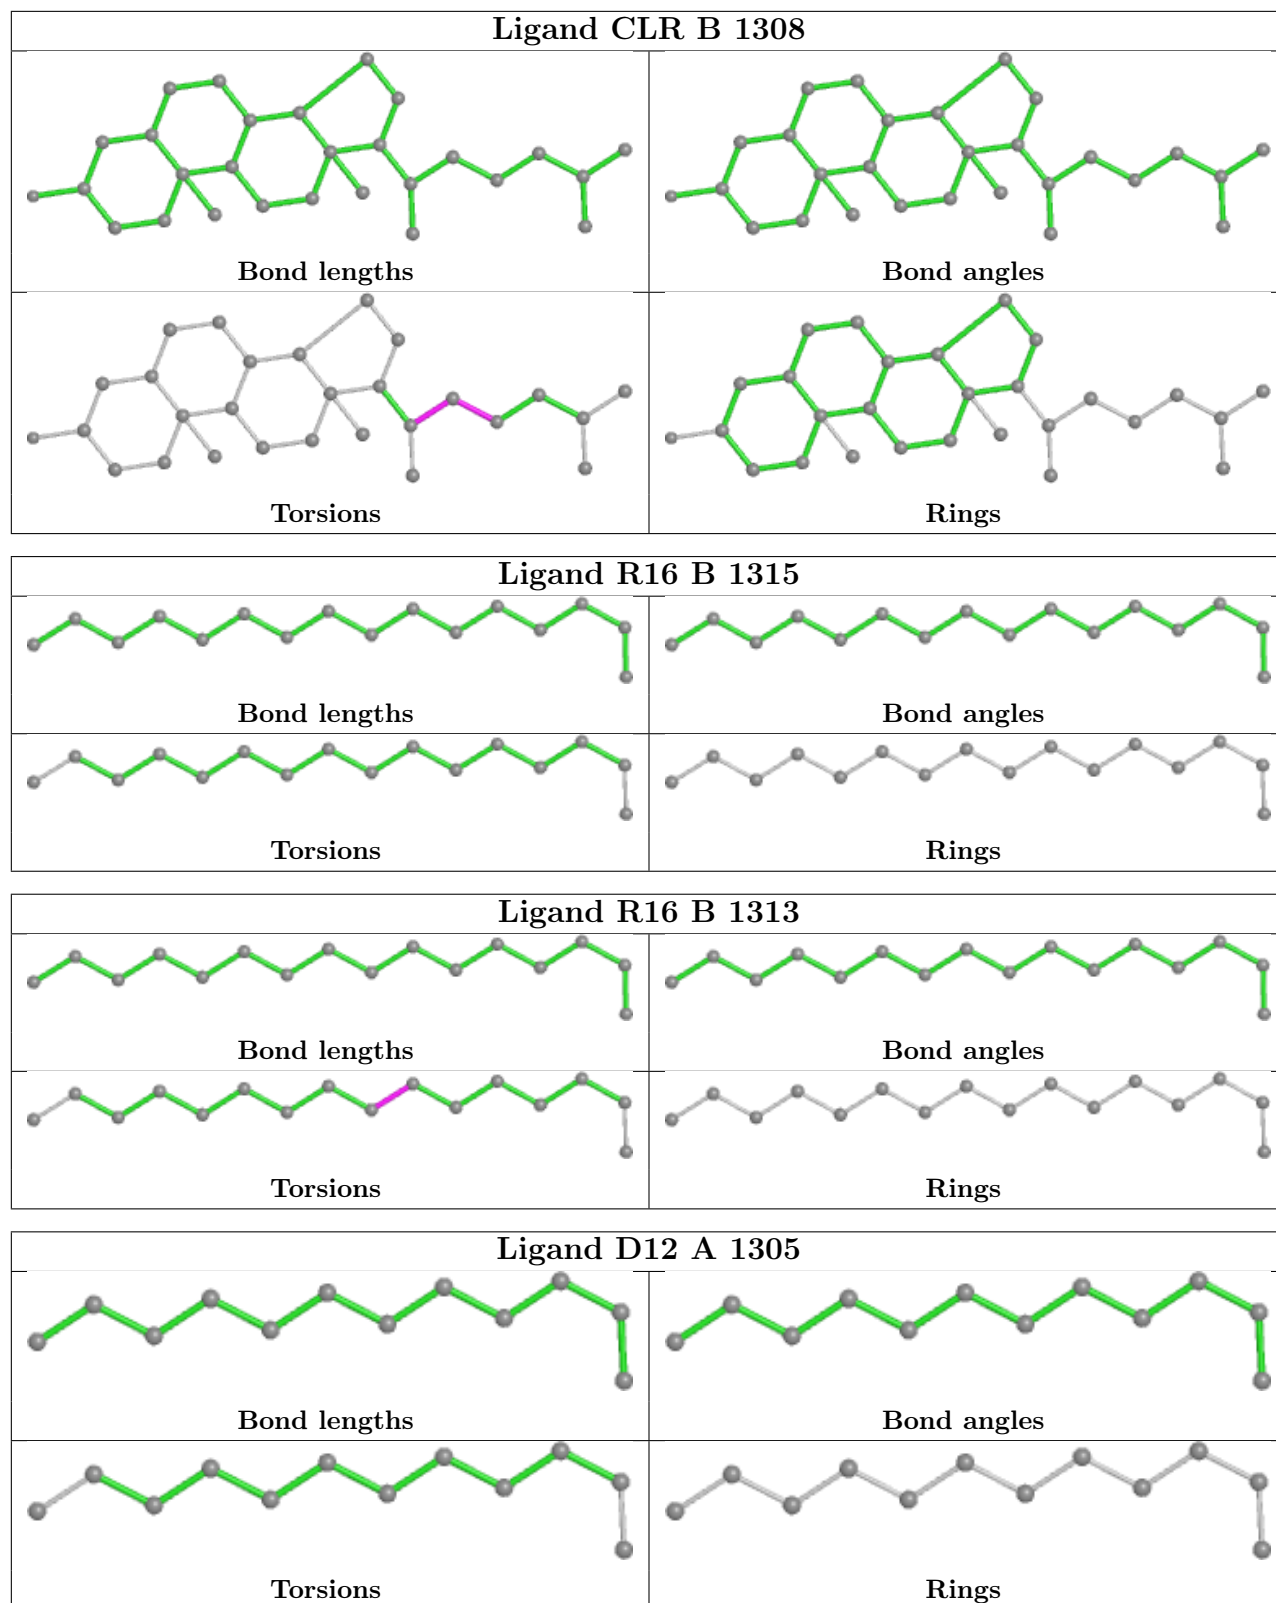 Ligand CLR B 1308
Bond lengths
Bond angles
Torsions
Rings
Ligand R16 B 1315
Bond lengths
Bond angles
Torsions
Rings
Ligand R16 B 1313
Bond lengths
Bond angles
Torsions
Rings
Ligand D12 A 1305
Bond lengths
Bond angles
Torsions
Rings